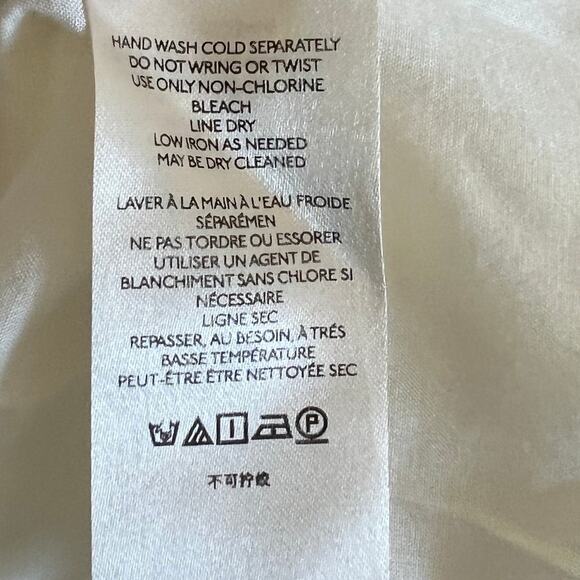 HAND WASH COLD SEPARATELY
DO NOT WRING OR TWIST
USE ONLY NON-CHLORINE
BLEACH
LINE DRY
LOW IRON AS NEEDED
MAY BE DRY CLEANED
LAVER À LA MAIN À L'EAU FROIDE
SÉPARÉMEN
NE PAS TORDRE OU ESSORER
UTILISER UN AGENT DE
BLANCHIMENT SANS CHLORE SI
NÉCESSAIRE
LIGNE SEC
REPASSER, AU BESOIN, À TRÉS
BASSE TEMPÉRATURE
PEUT-ÊTRE ÊTRE NETTOYÉE SEC
P
不可拧绞